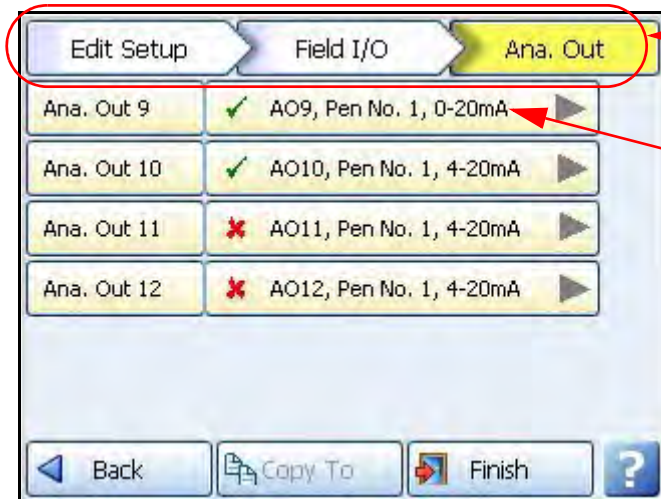 Edit Setup Field I/O Ana. Out
Ana. Out 9 AO9, Pen No. 1, 0-20mA
Ana. Out 10 AO10, Pen No. 1, 4-20mA
Ana. Out 11 AO11, Pen No. 1, 4-20mA
Ana. Out 12 AO12, Pen No. 1, 4-20mA
Back Copy To Finish ?